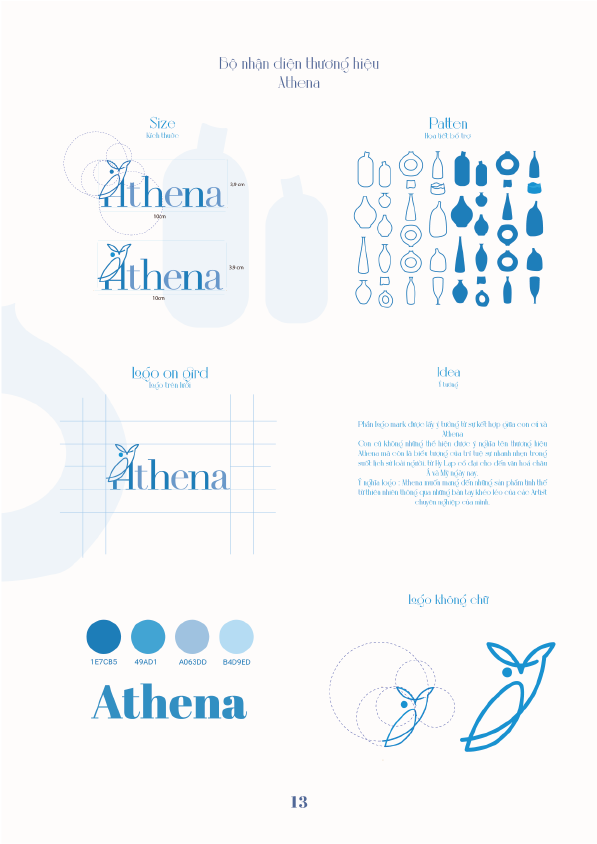 Bộ nhận diện thương hiệu
Athena
Size
Kích thước
Athena
3,9 cm
10cm
Athena
3.9 cm
10cm
Patten
Họa tiết bổ trợ
logo on gird
logo trên lưới
Athena
Idea
Ý tưởng
Phần logo mark được lấy ý tưởng từ sự kết hợp giữa con cú và
Athena
Con cú không những thể hiện được ý nghĩa tên thương hiệu
Athena mà còn là biểu tượng của trí tuệ sự nhanh nhẹn trong
suốt lịch sử loài người, từ Hy Lạp cổ đại cho đến văn hoá châu
Á và Mỹ ngày nay.
Ý nghĩa logo : Athena muốn mang đến những sản phẩm tinh thế
từ thiên nhiên thông qua những bàn tay khéo léo của các Artist
chuyên nghiệp của mình.
1E7CB5
49AD1
A063DD
B4D9ED
Athena
logo không chữ
13